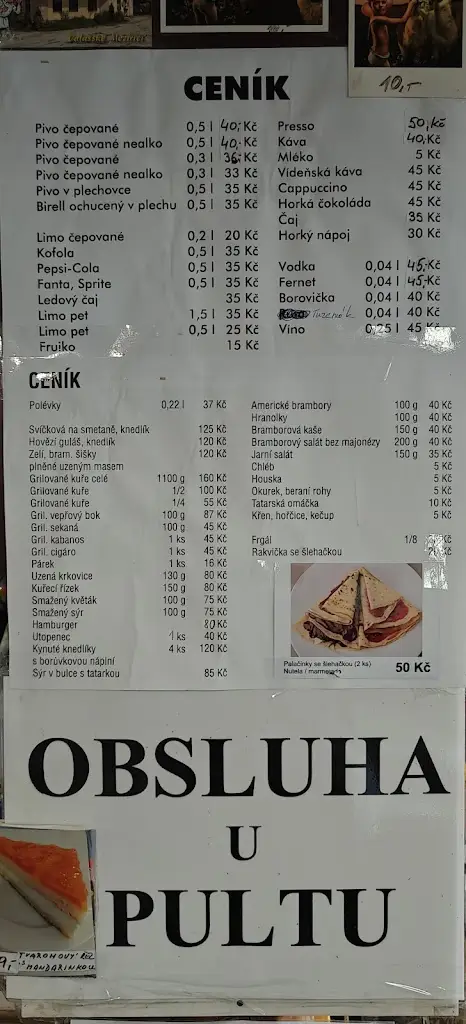 Valašské Meziříčí
10,-
CENÍK
Pivo čepované 0,5 l 40,- Kč
Pivo čepované nealko 0,5 l 40,- Kč
Pivo čepované 0,3 l 36,- Kč
Pivo čepované nealko 0,3 l 33 Kč
Pivo v plechovce 0,5 l 35 Kč
Birell ochucený v plechu 0,5 l 35 Kč
Limo čepované 0,2 l 20 Kč
Kofola 0,5 l 35 Kč
Pepsi-Cola 0,5 l 35 Kč
Fanta, Sprite 0,5 l 35 Kč
Ledový čaj 35 Kč
Limo pet 1,5 l 35 Kč
Limo pet 0,5 l 25 Kč
Fruiko 15 Kč
Presso 50,- Kč
Káva 40,- Kč
Mléko 5 Kč
Vídeňská káva 45 Kč
Cappuccino 45 Kč
Horká čokoláda 45 Kč
Čaj 35 Kč
Horký nápoj 30 Kč
Vodka 0,04 l 45,- Kč
Fernet 0,04 l 45,- Kč
Borovička 0,04 l 40 Kč
Tuzemák 0,04 l 40 Kč
Víno 0,25 l 45 Kč
CENÍK
Polévky 0,22 l 37 Kč
Svíčková na smetaně, knedlík 125 Kč
Hovězí guláš, knedlík 120 Kč
Zelí, bram. šišky 120 Kč
plněné uzeným masem
Grilované kuře celé 1100 g 160 Kč
Grilované kuře 1/2 100 Kč
Grilované kuře 1/4 55 Kč
Gril. vepřový bok 100 g 87 Kč
Gril. sekaná 100 g 45 Kč
Gril. kabanos 1 ks 45 Kč
Gril. cigáro 1 ks 45 Kč
Párek 1 ks 16 Kč
Uzená krkovice 130 g 80 Kč
Kuřecí řízek 150 g 80 Kč
Smažený květák 100 g 75 Kč
Smažený sýr 100 g 75 Kč
Hamburger 80 Kč
Utopenec 1 ks 40 Kč
Kynuté knedlíky 4 ks 120 Kč
s borůvkovou náplní
Sýr v bulce s tatarkou 85 Kč
Americké brambory 100 g 40 Kč
Hranolky 100 g 40 Kč
Bramborová kaše 150 g 40 Kč
Bramborový salát bez majonézy 200 g 40 Kč
Jarní salát 150 g 35 Kč
Chléb 5 Kč
Houska 5 Kč
Okurek, beraní rohy 5 Kč
Tatarská omáčka 10 Kč
Křen, hořčice, kečup 5 Kč
Frgál 1/8 Kč
Rakvička se šlehačkou Kč
Palačinky se šlehačkou (2 ks)
Nutela / marmeláda 50 Kč
OBSLUHA
U
PULTU
TVAROHOVÝ ŘEZ
9,- S MANDARINKOU